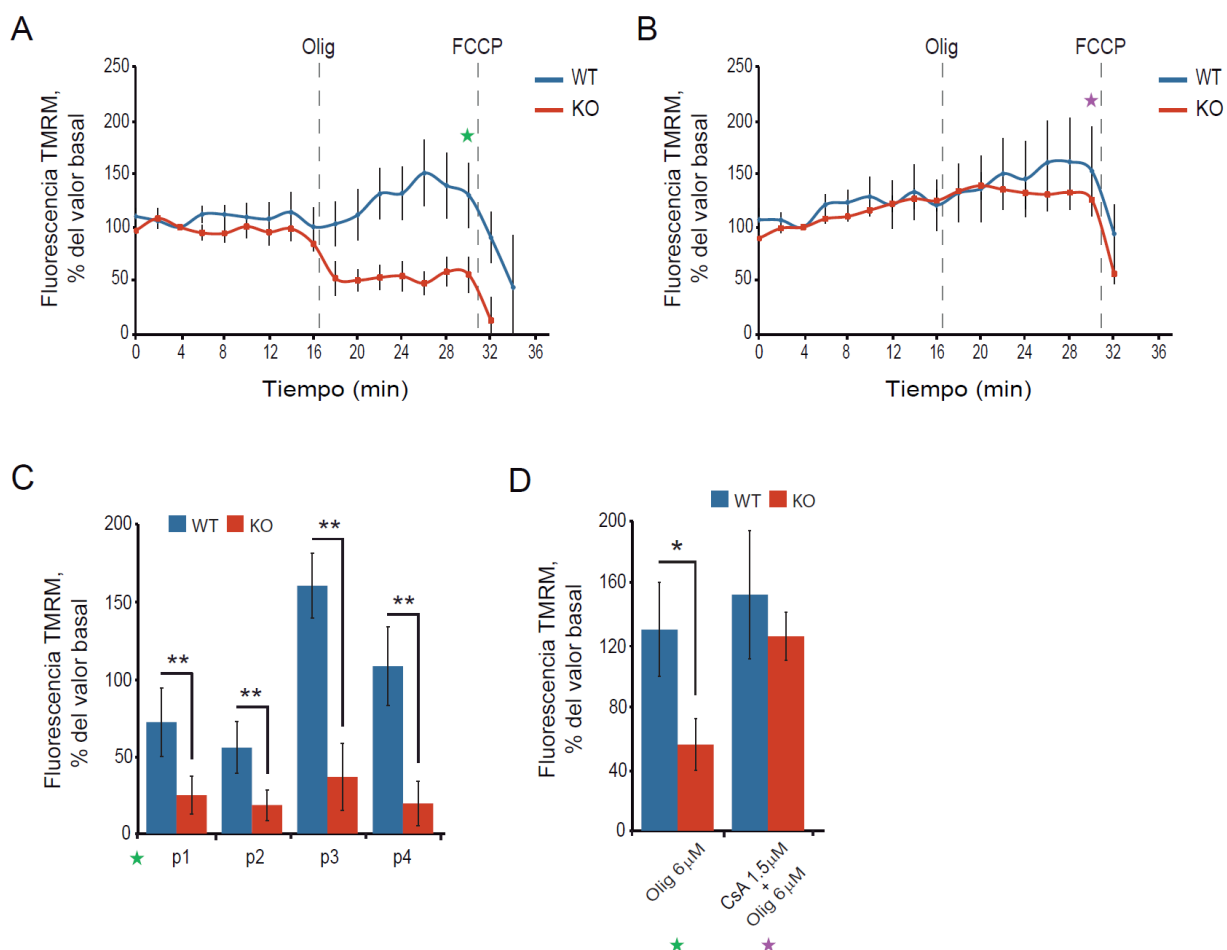 A
Olig
FCCP
WT
KO
250
200
150
100
50
0
Fluorescencia TMRM,
% del valor basal
0 4 8 12 16 20 24 28 32 36
Tiempo (min)
B
Olig
FCCP
WT
KO
250
200
150
100
50
0
Fluorescencia TMRM,
% del valor basal
0 4 8 12 16 20 24 28 32 36
Tiempo (min)
C
WT KO
200
150
100
50
0
Fluorescencia TMRM,
% del valor basal
**
**
**
**
p1 p2 p3 p4
D
WT KO
200
160
120
80
40
0
Fluorescencia TMRM,
% del valor basal
*
Olig 6µM
CsA 1.5µM
+
Olig 6µM